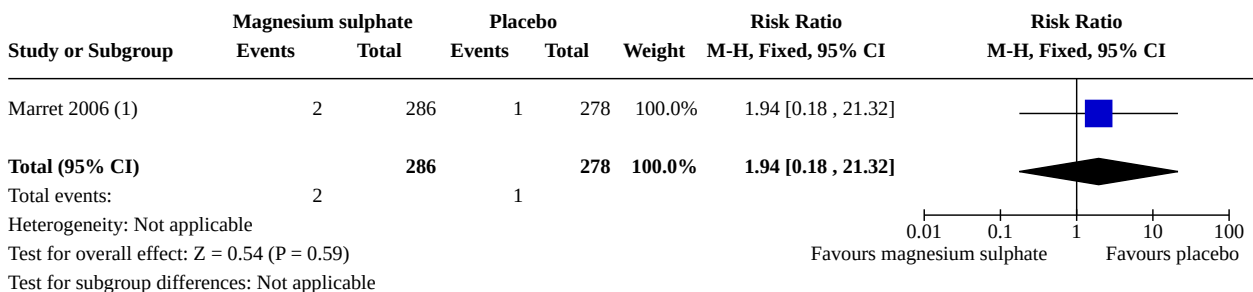 Magnesium sulphate Placebo Risk Ratio Risk Ratio
Study or Subgroup Events Total Events Total Weight M-H, Fixed, 95% CI M-H, Fixed, 95% CI
Marret 2006 (1) 2 286 1 278 100.0% 1.94 [0.18 , 21.32]
Total (95% CI) 286 278 100.0% 1.94 [0.18 , 21.32]
Total events: 2 1
Heterogeneity: Not applicable
0.01 0.1 1 10 100
Test for overall effect: Z = 0.54 (P = 0.59)
Favours magnesium sulphate Favours placebo
Test for subgroup differences: Not applicable